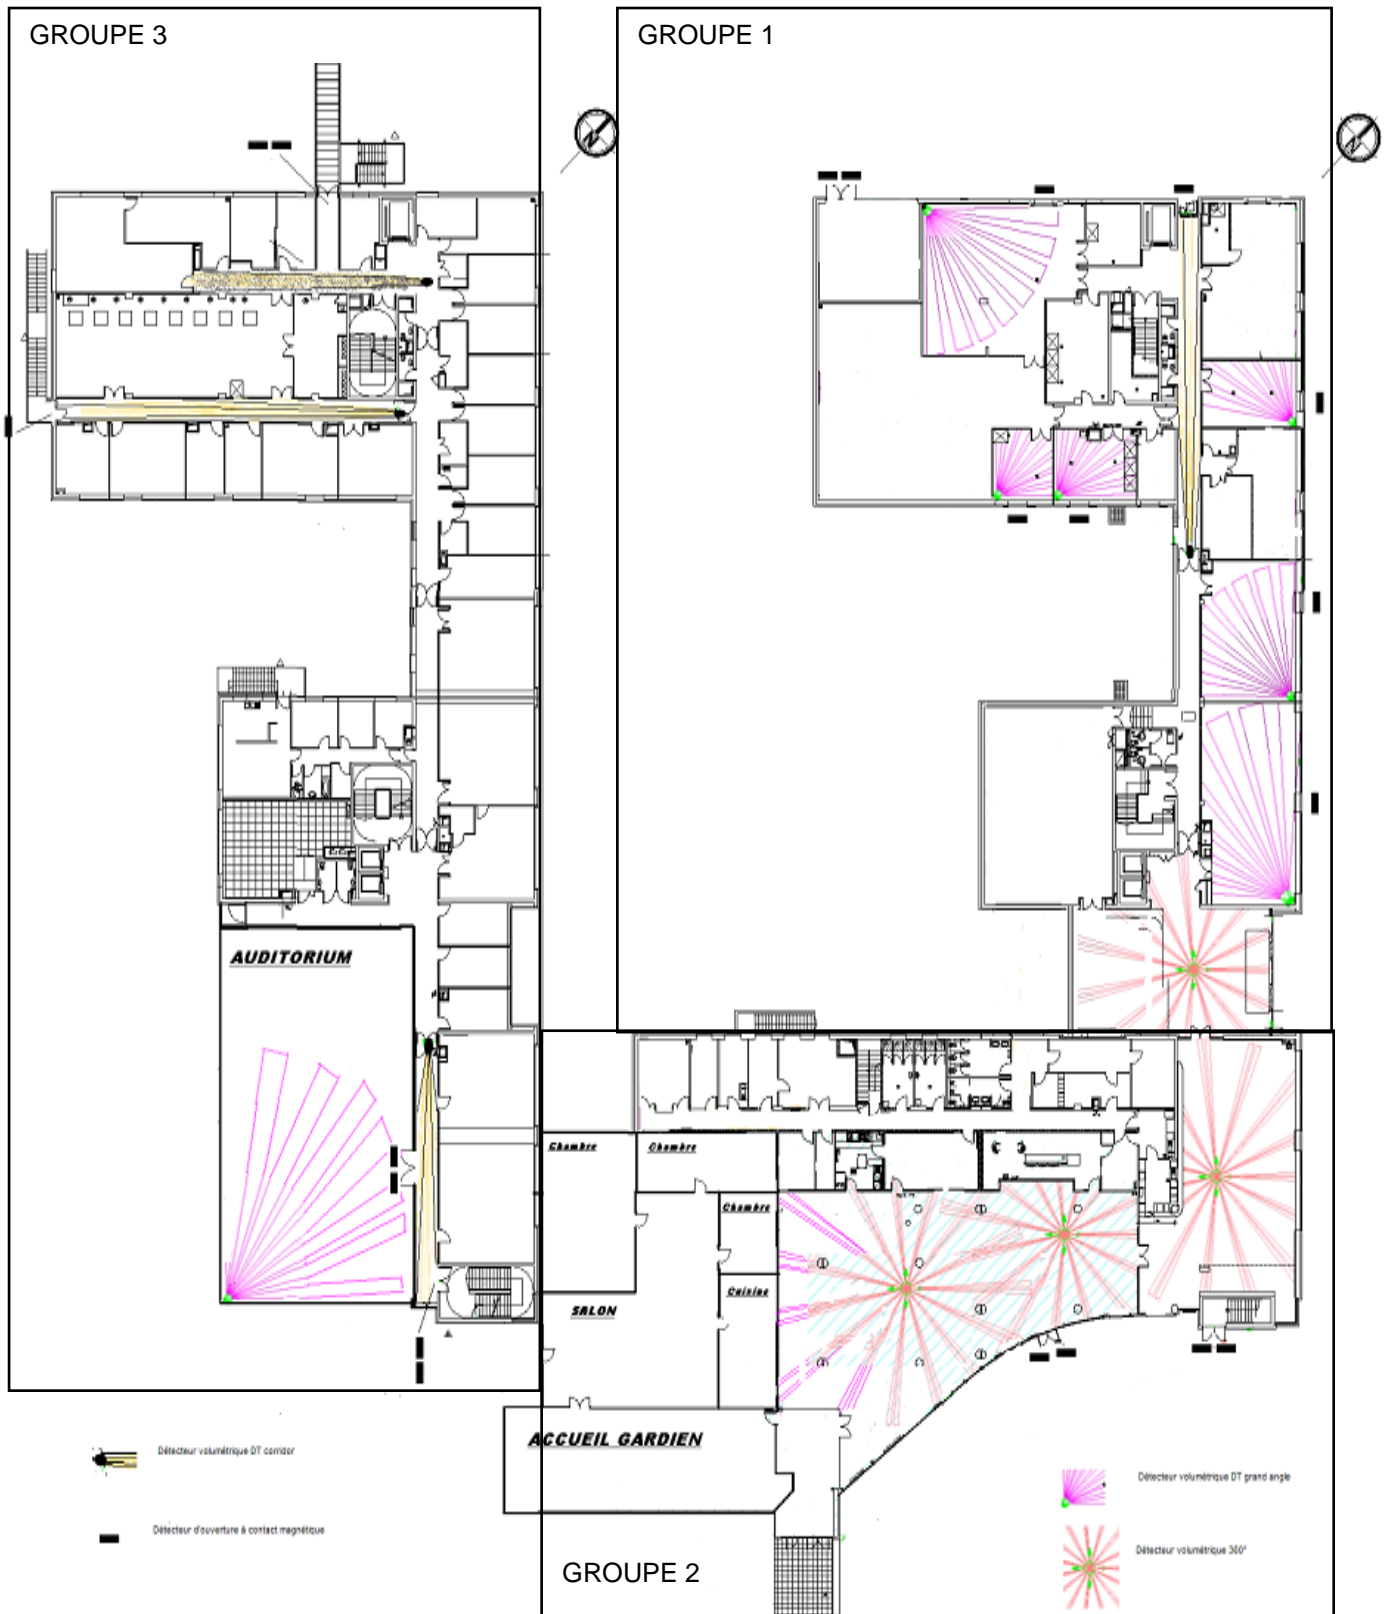 GROUPE 3
GROUPE 1
N
N
AUDITORIUM
Chambre
Chambre
Chambre
Cuisine
SALON
ACCUEIL GARDIEN
Détecteur volumétrique DT corridor
Détecteur d'ouverture à contact magnétique
Détecteur volumétrique DT grand angle
Détecteur volumétrique 360°
GROUPE 2